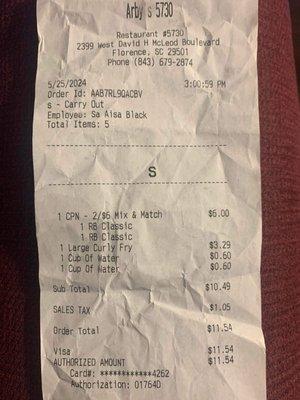 Arby s 5730
Restaurant #5730
2399 West David H McLeod Boulevard
Florence, SC 29501
Phone (843) 679-2874
5/25/2024 3:00:59 PM
Order Id: AAB7RL9QACBV
s - Carry Out
Employee: Sa Aisa Black
Total Items: 5
S
1 CPN - 2/$6 Mix & Match $6.00
1 RB Classic
1 RB Classic
1 Large Curly Fry $3.29
1 Cup Of Water $0.60
1 Cup Of Water $0.60
Sub Total $10.49
SALES TAX $1.05
Order Total $11.54
Visa $11.54
AUTHORIZED AMOUNT $11.54
Card#: ************4262
Authorization: 01764D